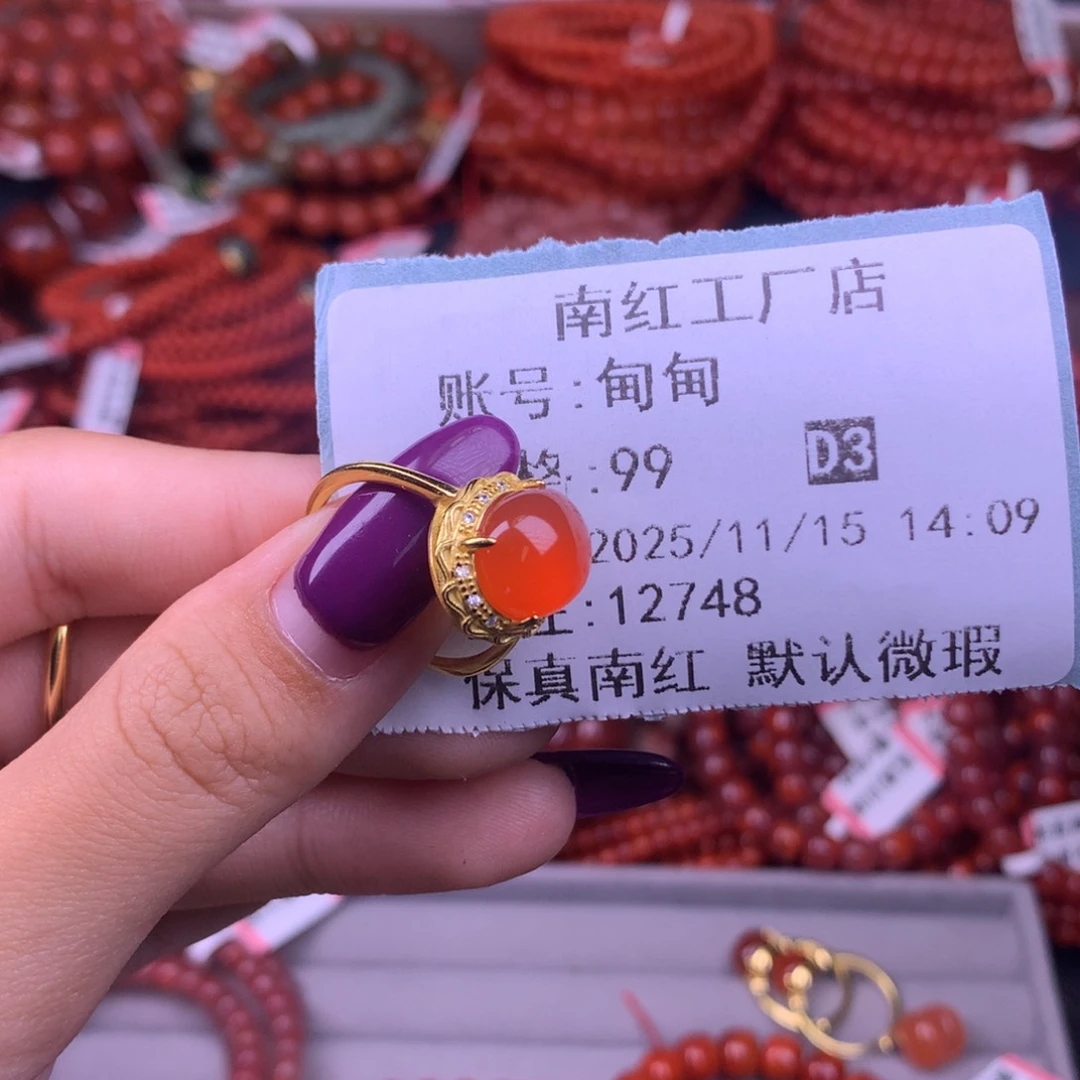 南红工厂店
账号:甸甸
格:99 D3
2025/11/15 14:09
:12748
保真南红 默认微瑕